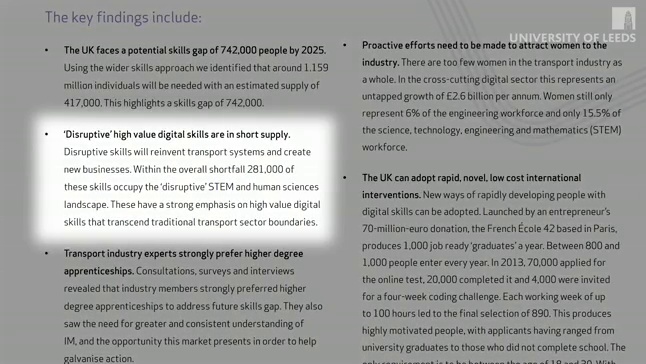 The key findings include:
UNIVERSITY OF LEEDS
• The UK faces a potential skills gap of 742,000 people by 2025.
Using the wider skills approach we identified that around 1.159
million individuals will be needed with an estimated supply of
417,000. This highlights a skills gap of 742,000.
• 'Disruptive' high value digital skills are in short supply.
Disruptive skills will reinvent transport systems and create
new businesses. Within the overall shortfall 281,000 of
these skills occupy the 'disruptive' STEM and human sciences
landscape. These have a strong emphasis on high value digital
skills that transcend traditional transport sector boundaries.
• Transport industry experts strongly prefer higher degree
apprenticeships. Consultations, surveys and interviews
revealed that industry members strongly preferred higher
degree apprenticeships to address future skills gap. They also
saw the need for greater and consistent understanding of
IM, and the opportunity this market presents in order to help
galvanise action.
• Proactive efforts need to be made to attract women to the
industry. There are too few women in the transport industry as
a whole. In the cross-cutting digital sector this represents an
untapped growth of £2.6 billion per annum. Women still only
represent 6% of the engineering workforce and only 15.5% of
the science, technology, engineering and mathematics (STEM)
workforce.
• The UK can adopt rapid, novel, low cost international
interventions. New ways of rapidly developing people with
digital skills can be adopted. Launched by an entrepreneur's
70-million-euro donation, the French École 42 based in Paris,
produces 1,000 job ready 'graduates' a year. Between 800 and
1,000 people enter every year. In 2013, 70,000 applied for
the online test, 20,000 completed it and 4,000 were invited
for a four-week coding challenge. Each working week of up
to 100 hours led to the final selection of 890. This produces
highly motivated people, with applicants having ranged from
university graduates to those who did not complete school. The
only requirement is to be between the age of 18 and 30. With